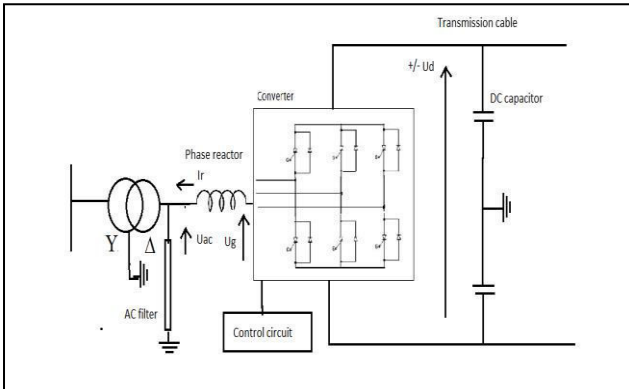 Transmission cable
+/- Ud
Converter
DC capacitor
Phase reactor
Ir
Y
Δ
Uac
Ug
AC filter
Control circuit